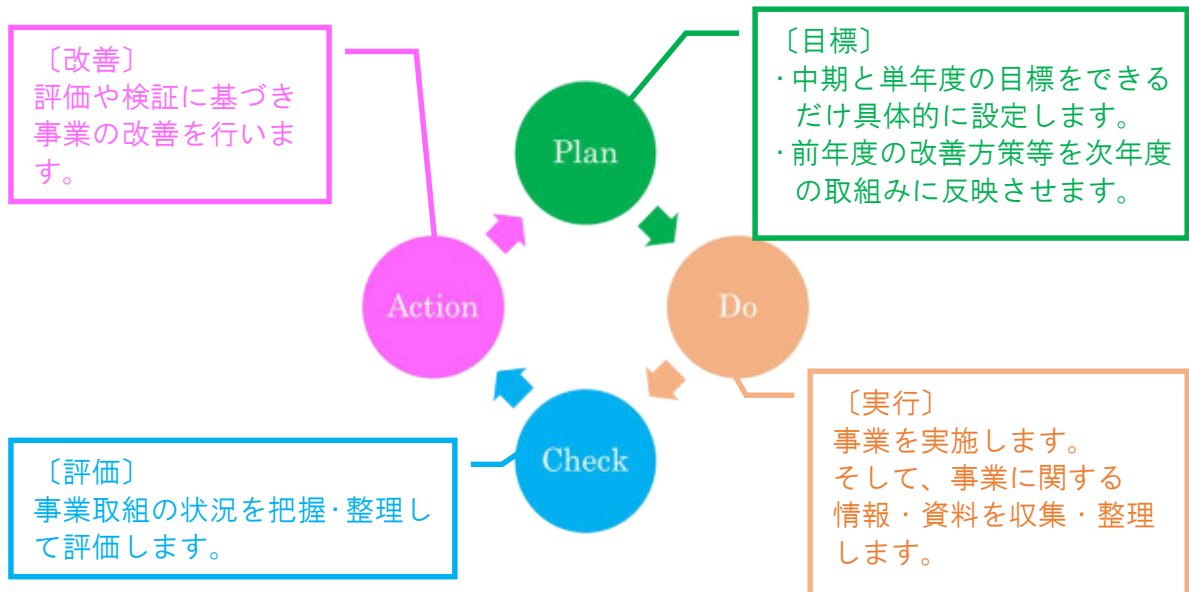 〔改善〕
評価や検証に基づき
事業の改善を行いま
す。
〔目標〕
・中期と単年度の目標をできる
だけ具体的に設定します。
・前年度の改善方策等を次年度
の取組みに反映させます。
Plan
Action
Do
Check
〔評価〕
事業取組の状況を把握・整理し
て評価します。
〔実行〕
事業を実施します。
そして、事業に関する
情報・資料を収集・整理
します。